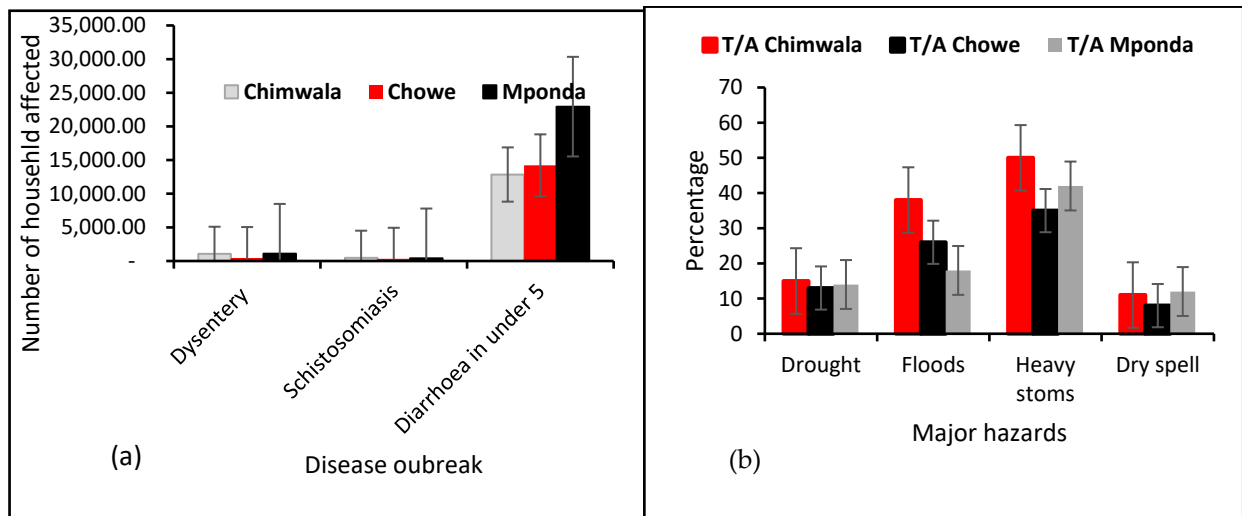 35,000.00
30,000.00
25,000.00
20,000.00
15,000.00
10,000.00
5,000.00
-
Number of househld affected
Chimwala Chowe Mponda
Dysentery
Schistosomiasis
Diarrhoea in under 5
(a)
Disease oubreak
T/A Chimwala T/A Chowe T/A Mponda
70
60
50
40
30
20
10
0
Percentage
Drought Floods Heavy stoms Dry spell
Major hazards
(b)